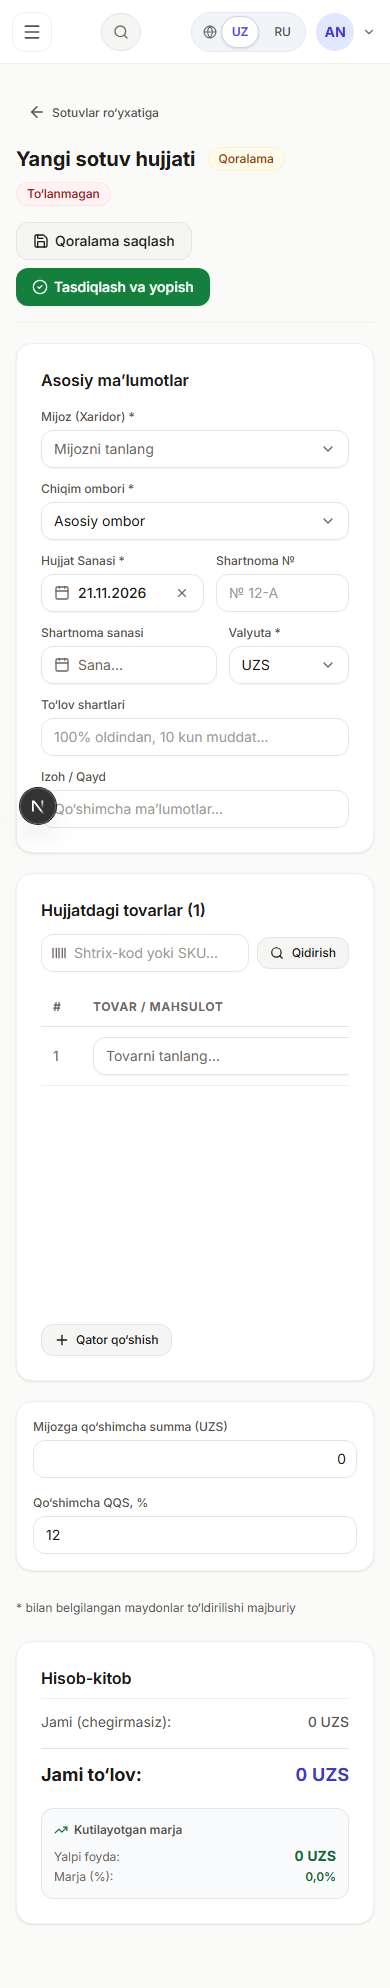 UZ RU AN
Sotuvlar ro‘yxatiga
Yangi sotuv hujjati Qoralama
To‘lanmagan
Qoralama saqlash
Tasdiqlash va yopish
Asosiy ma’lumotlar
Mijoz (Xaridor) *
Mijozni tanlang
Chiqim ombori *
Asosiy ombor
Hujjat Sanasi * Shartnoma №
21.11.2026 № 12-A
Shartnoma sanasi Valyuta *
Sana... UZS
To‘lov shartlari
100% oldindan, 10 kun muddat...
Izoh / Qayd
N Qo‘shimcha ma’lumotlar...
Hujjatdagi tovarlar (1)
Shtrix-kod yoki SKU... Qidirish
# TOVAR / MAHSULOT
1 Tovarni tanlang...
Qator qo‘shish
Mijozga qo‘shimcha summa (UZS)
0
Qo‘shimcha QQS, %
12
* bilan belgilangan maydonlar to‘ldirilishi majburiy
Hisob-kitob
Jami (chegirmasiz): 0 UZS
Jami to‘lov: 0 UZS
Kutilayotgan marja
Yalpi foyda: 0 UZS
Marja (%): 0,0%